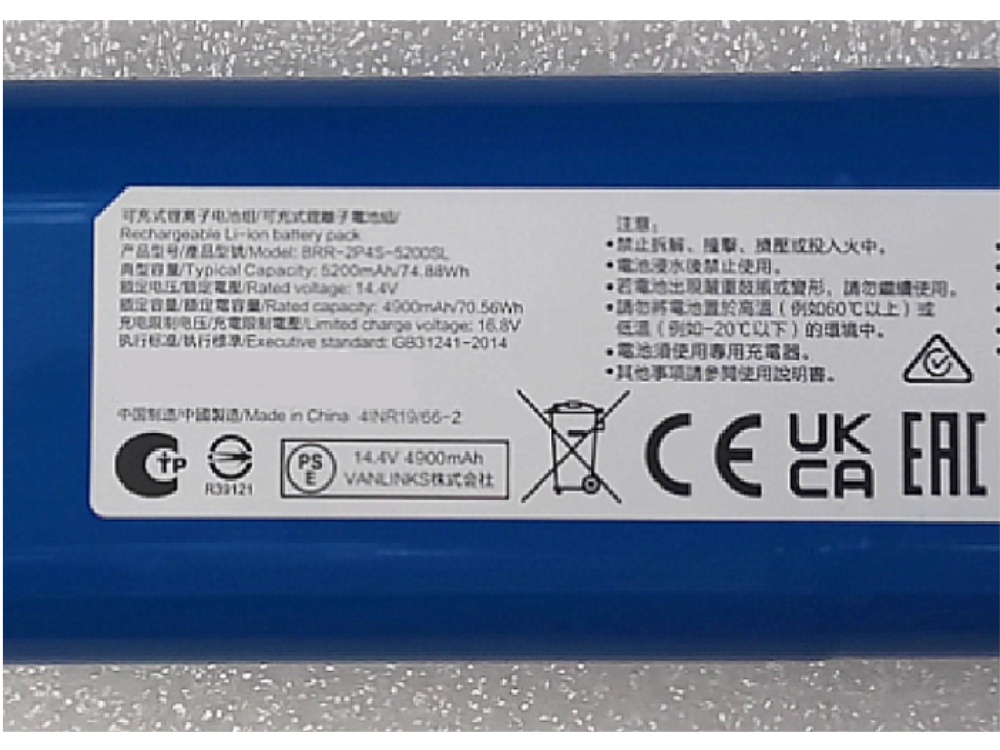 可充式锂离子电池组/可充式鋰離子電池組/
Rechargeable Li-ion battery pack
产品型号/產品型號/Model: BRR-2P4S-5200SL
典型容量/Typical Capacity: 5200mAh/74.88Wh
额定电压/額定電壓/Rated voltage: 14.4V
额定容量/額定電容量/Rated capacity: 4900mAh/70.56Wh
充电限制电压/充電限制電壓/Limited charge voltage: 16.8V
执行标准/執行標準/Executive standard: GB31241-2014
中国制造/中國製造/Made in China 4INR19/66-2
TP
R39121
PS
E
14.4V 4900mAh
VANLINKS株式会社
注意:
•禁止拆解、撞擊、擠壓或投入火中。
•電池浸水後禁止使用。
•若電池出現嚴重鼓脹或變形，請勿繼續使用。
•請勿將電池置於高溫（例如60℃以上）或
低溫（例如-20℃以下）的環境中。
•電池須使用專用充電器。
•其他事項請參閱使用說明書。
CE
UK
CA
EAC